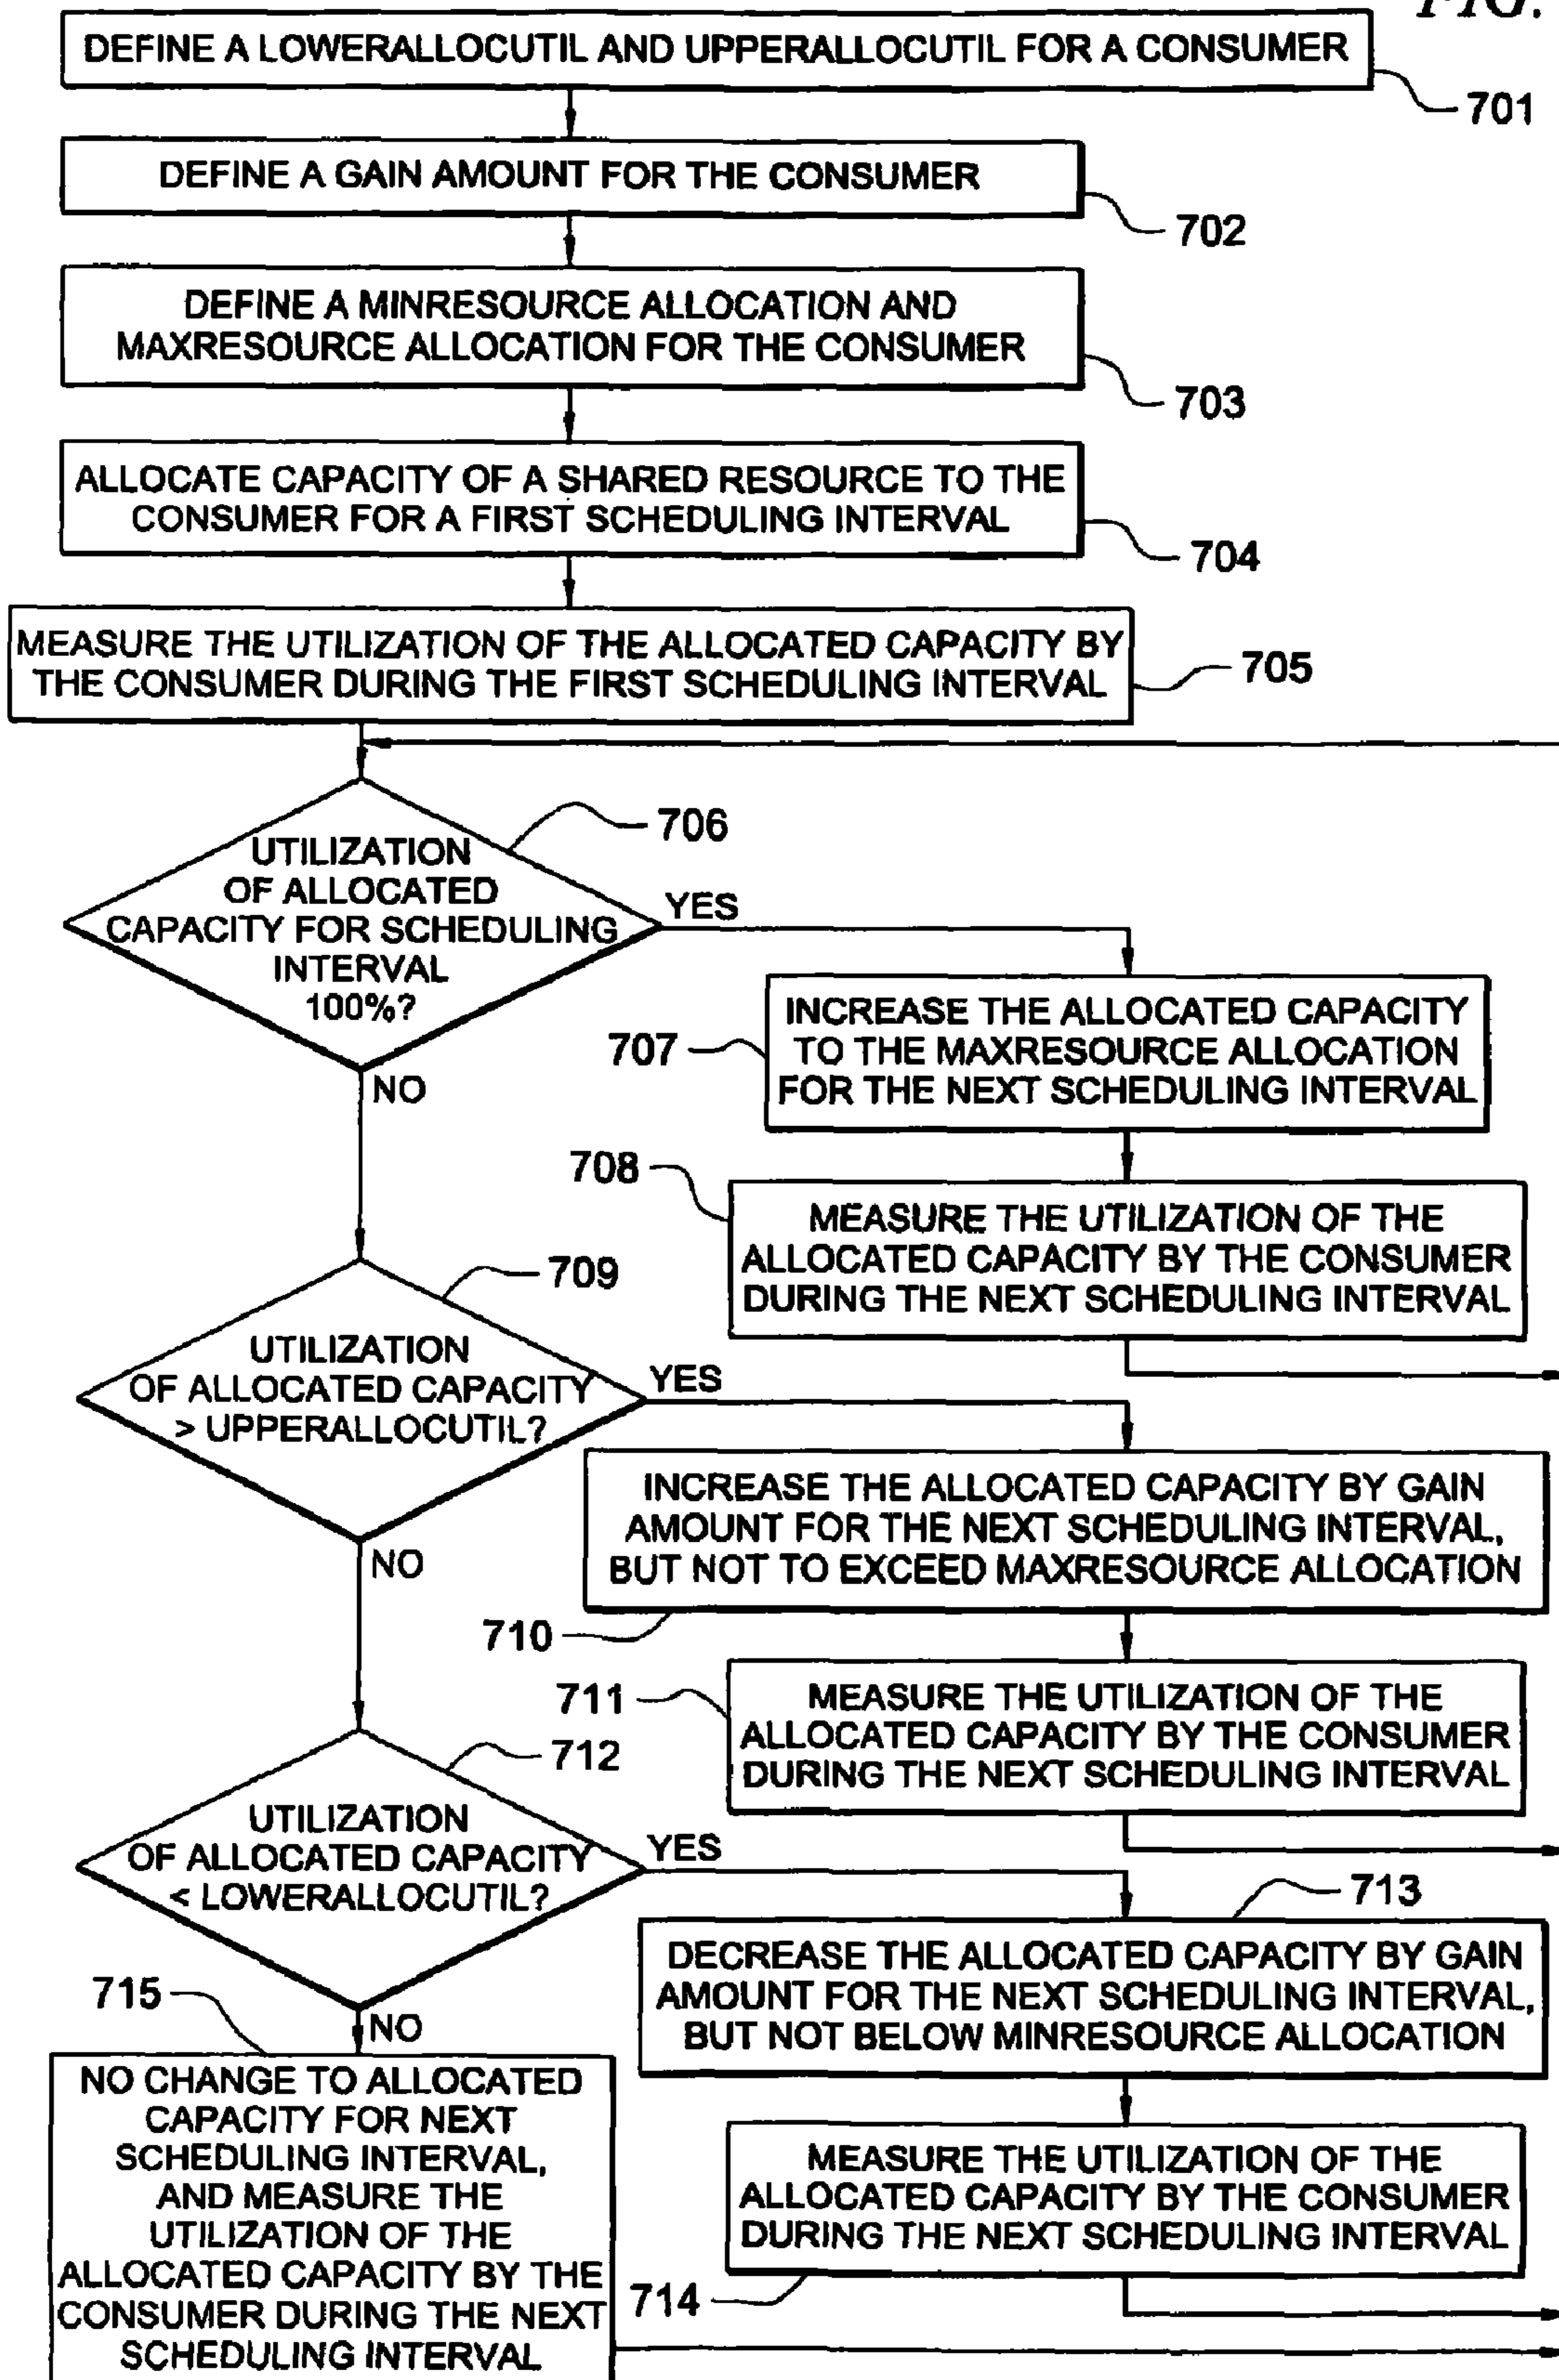 FIG.
DEFINE A LOWERALLOCUTIL AND UPPERALLOCUTIL FOR A CONSUMER
701
DEFINE A GAIN AMOUNT FOR THE CONSUMER
702
DEFINE A MINRESOURCE ALLOCATION AND
MAXRESOURCE ALLOCATION FOR THE CONSUMER
703
ALLOCATE CAPACITY OF A SHARED RESOURCE TO THE
CONSUMER FOR A FIRST SCHEDULING INTERVAL
704
MEASURE THE UTILIZATION OF THE ALLOCATED CAPACITY BY
THE CONSUMER DURING THE FIRST SCHEDULING INTERVAL
705
706
UTILIZATION
OF ALLOCATED
CAPACITY FOR SCHEDULING
INTERVAL
100%?
YES
NO
707
INCREASE THE ALLOCATED CAPACITY
TO THE MAXRESOURCE ALLOCATION
FOR THE NEXT SCHEDULING INTERVAL
708
MEASURE THE UTILIZATION OF THE
ALLOCATED CAPACITY BY THE CONSUMER
DURING THE NEXT SCHEDULING INTERVAL
709
UTILIZATION
OF ALLOCATED CAPACITY
> UPPERALLOCUTIL?
YES
NO
INCREASE THE ALLOCATED CAPACITY BY GAIN
AMOUNT FOR THE NEXT SCHEDULING INTERVAL,
BUT NOT TO EXCEED MAXRESOURCE ALLOCATION
710
711
MEASURE THE UTILIZATION OF THE
ALLOCATED CAPACITY BY THE CONSUMER
DURING THE NEXT SCHEDULING INTERVAL
712
UTILIZATION
OF ALLOCATED CAPACITY
< LOWERALLOCUTIL?
YES
NO
713
DECREASE THE ALLOCATED CAPACITY BY GAIN
AMOUNT FOR THE NEXT SCHEDULING INTERVAL,
BUT NOT BELOW MINRESOURCE ALLOCATION
MEASURE THE UTILIZATION OF THE
ALLOCATED CAPACITY BY THE CONSUMER
DURING THE NEXT SCHEDULING INTERVAL
714
715
NO CHANGE TO ALLOCATED
CAPACITY FOR NEXT
SCHEDULING INTERVAL,
AND MEASURE THE
UTILIZATION OF THE
ALLOCATED CAPACITY BY THE
CONSUMER DURING THE NEXT
SCHEDULING INTERVAL